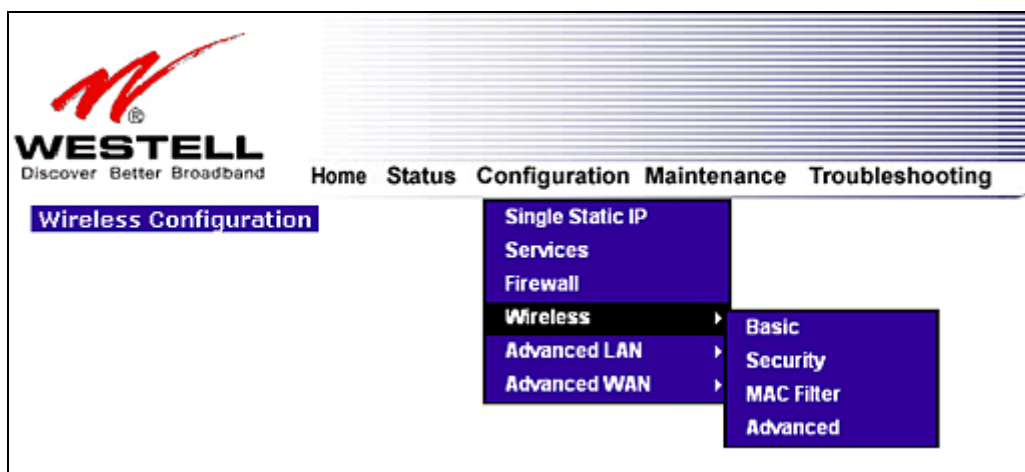 ®
WESTELL
Discover Better Broadband
Home Status Configuration Maintenance Troubleshooting
Wireless Configuration
Single Static IP
Services
Firewall
Wireless
Advanced LAN
Advanced WAN
Basic
Security
MAC Filter
Advanced